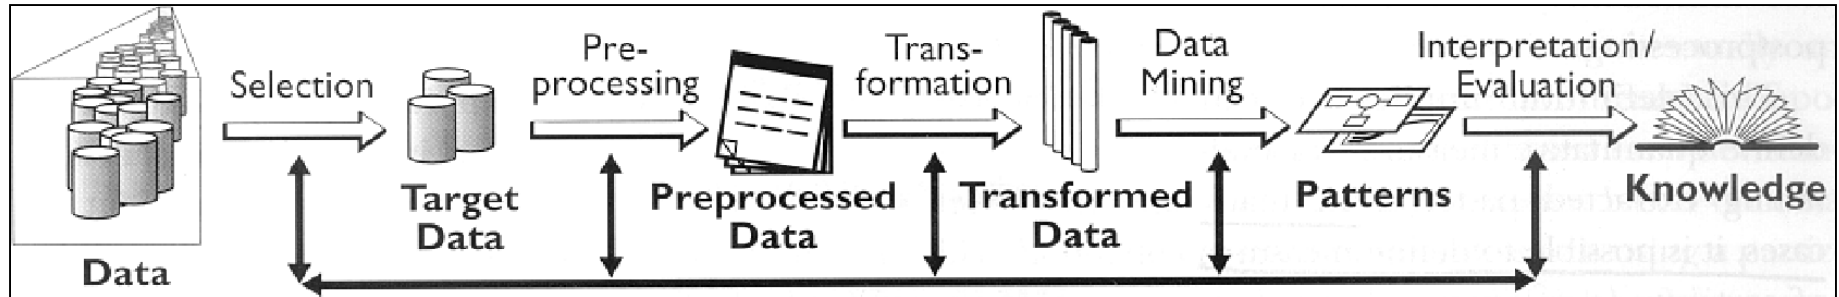 Selection
Pre-
processing
Trans-
formation
Data
Mining
Interpretation/
Evaluation
Data
Target
Data
Preprocessed
Data
Transformed
Data
Patterns
Knowledge